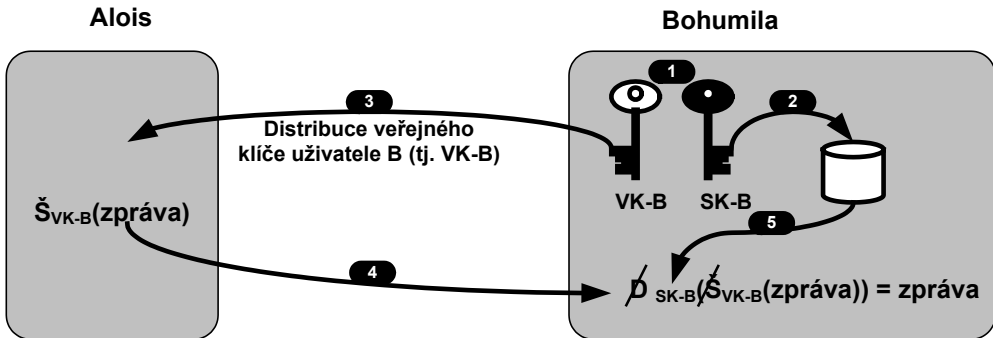 Alois
Bohumila
1
3
2
Distribuce veřejného
klíče uživatele B (tj. VK-B)
VK-B
SK-B
ŠVK-B(zpráva)
5
4
D SK-B(ŠVK-B(zpráva)) = zpráva